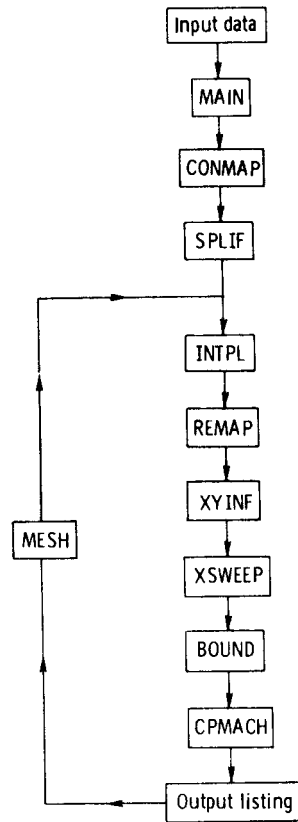 Input data
MAIN
CONMAP
SPLIF
INTPL
REMAP
XYINF
MESH
XSWEEP
BOUND
CPMACH
Output listing